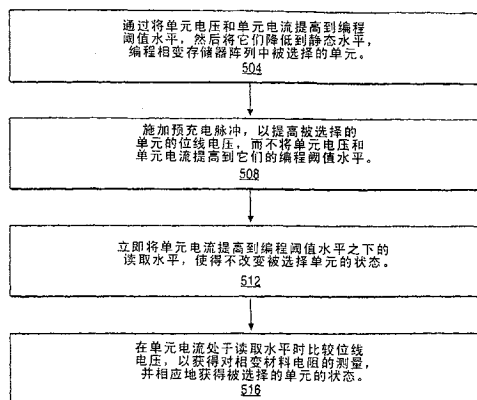 通过将单元电压和单元电流提高到编程
阈值水平，然后将它们降低到静态水平，
编程相变存储器阵列中被选择的单元。
504
施加预充电脉冲，以提高被选择的
单元的位线电压，而不将单元电压和
单元电流提高到它们的编程阈值水平。
508
立即将单元电流提高到编程阈值水平之下的
读取水平，使得不改变被选择单元的状态。
512
在单元电流处于读取水平时比较位线
电压，以获得对相变材料电阻的测量，
并相应地获得被选择的单元的状态。
516